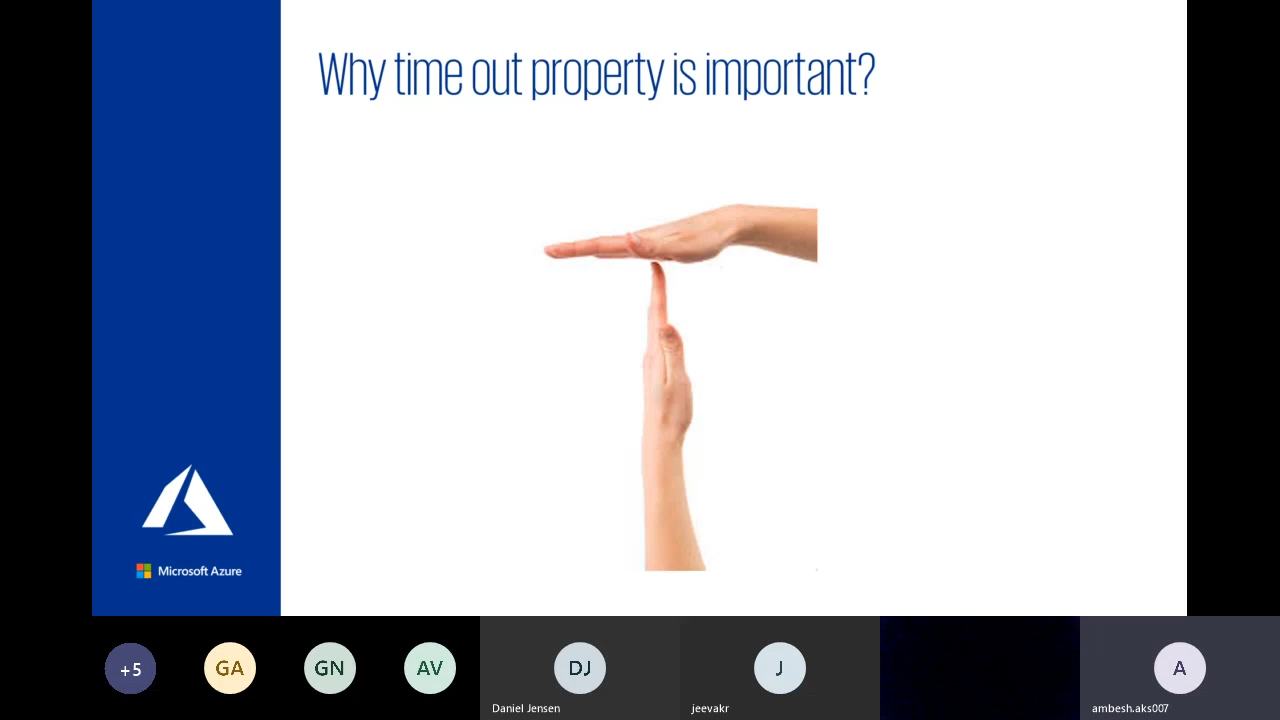 Why time out property is important?
Microsoft Azure
+5
GA
GN
AV
DJ
J
A
Daniel Jensen
jeevakr
ambesh.aks007